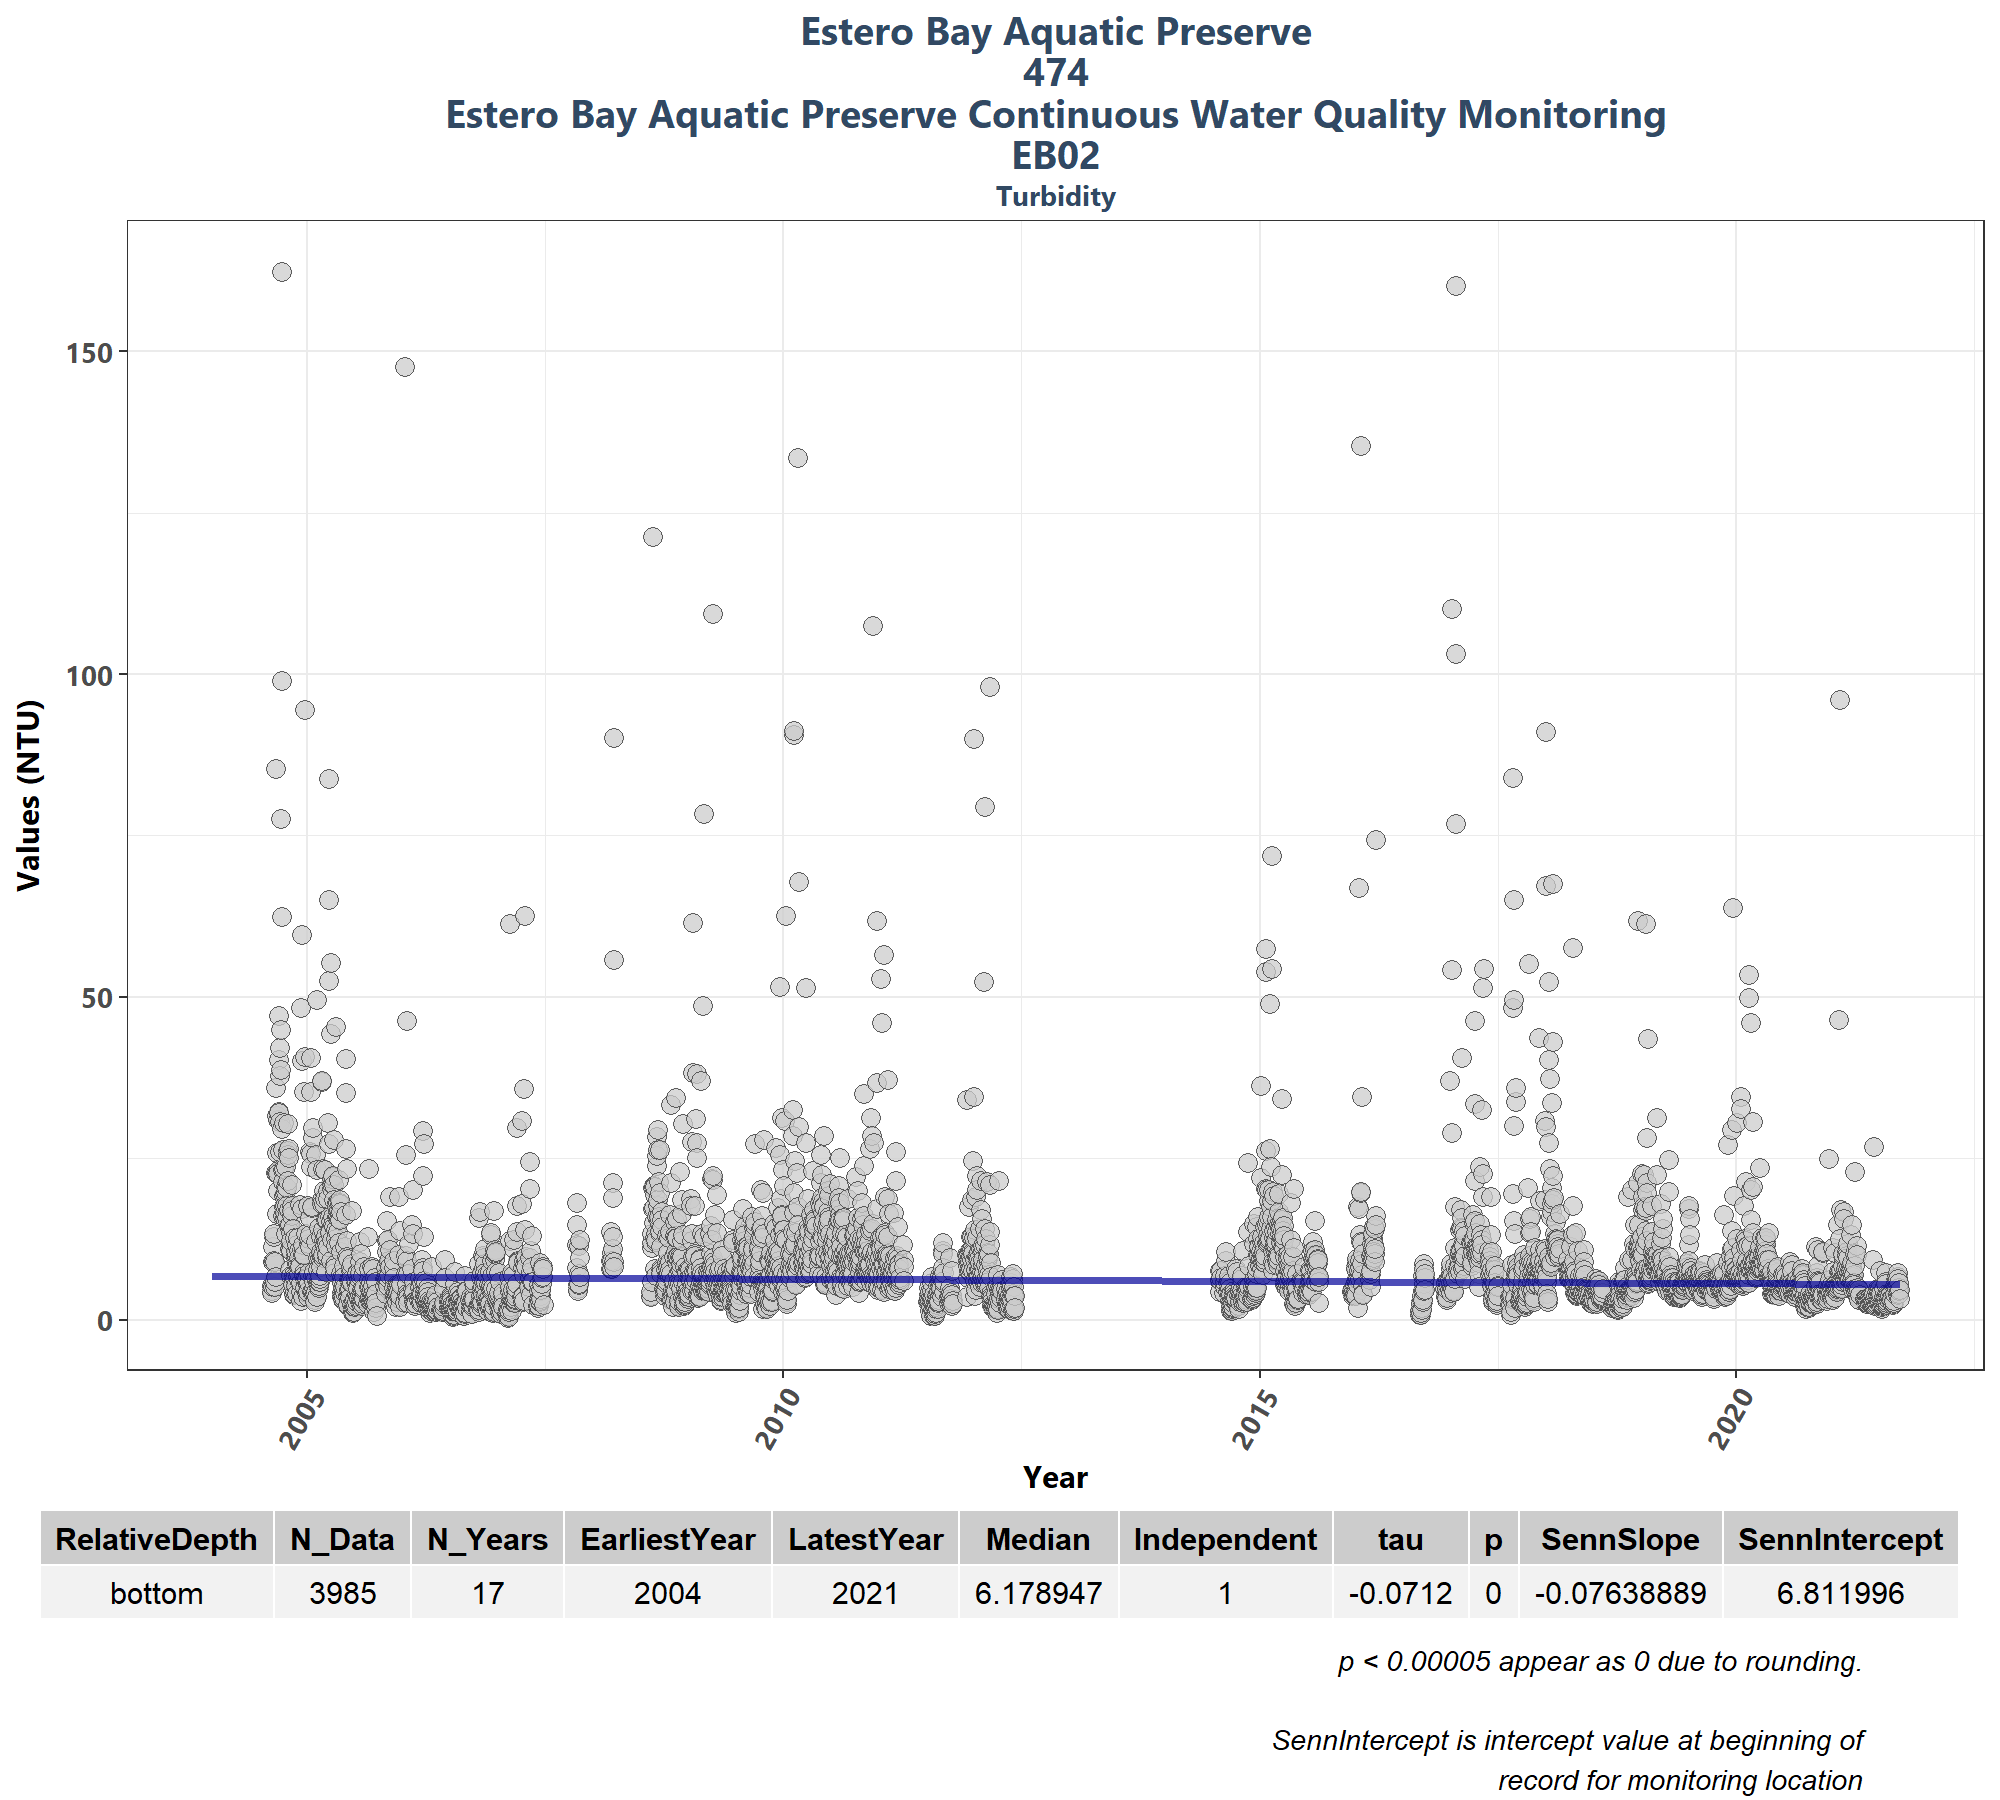 Estero Bay Aquatic Preserve
474
Estero Bay Aquatic Preserve Continuous Water Quality Monitoring
EB02
Turbidity
150
100
50
0
Values (NTU)
2005 2010 2015 2020
Year
RelativeDepth N_Data N_Years EarliestYear LatestYear Median Independent tau p SennSlope SennIntercept
bottom 3985 17 2004 2021 6.178947 1 -0.0712 0 -0.07638889 6.811996
p < 0.00005 appear as 0 due to rounding.
SennIntercept is intercept value at beginning of
record for monitoring location